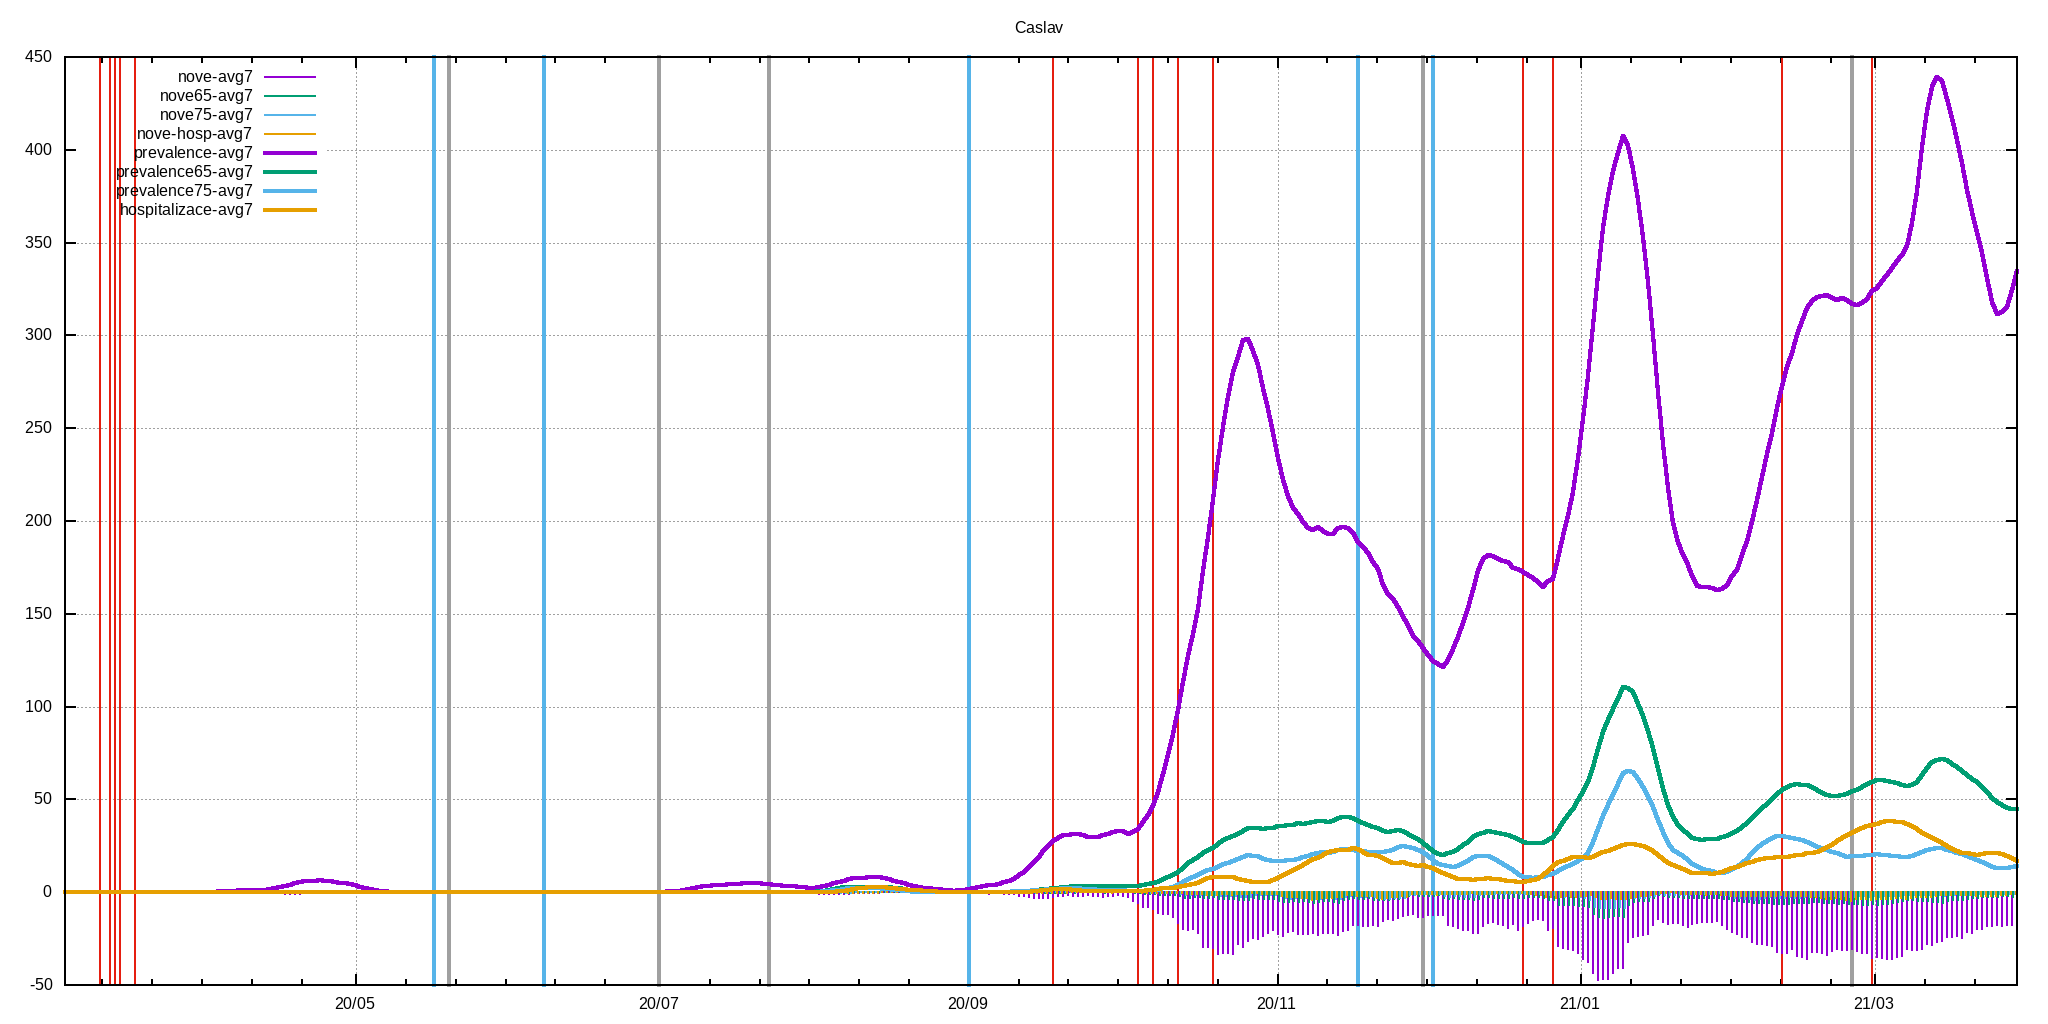 Caslav
450
400
350
300
250
200
150
100
50
0
-50
nove-avg7
nove65-avg7
nove75-avg7
nove-hosp-avg7
prevalence-avg7
prevalence65-avg7
prevalence75-avg7
hospitalizace-avg7
20/05 20/07 20/09 20/11 21/01 21/03